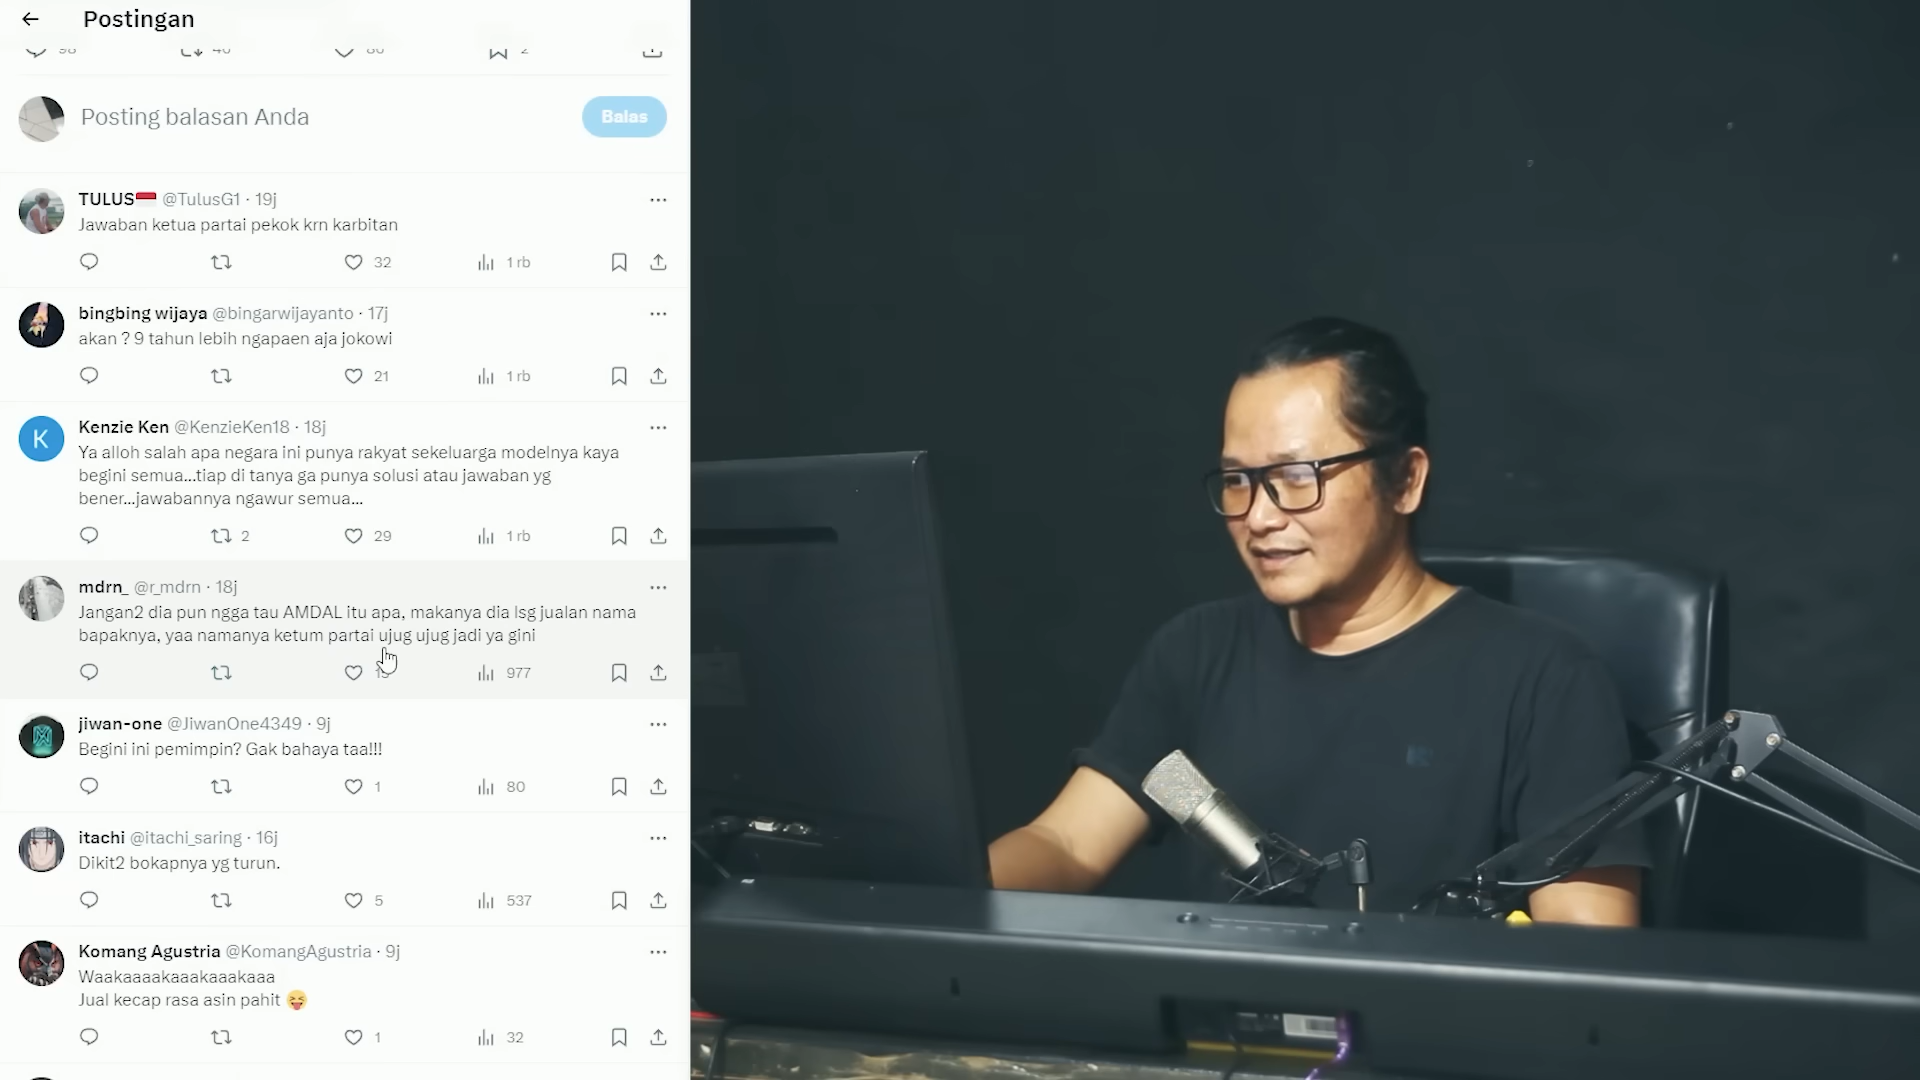 Postingan
98 40 80 2
Posting balasan Anda
Balas
TULUS @TulusG1 · 19j
Jawaban ketua partai pekok krn karbitan
32 1 rb
bingbing wijaya @bingarwijayanto · 17j
akan ? 9 tahun lebih ngapaen aja jokowi
21 1 rb
K
Kenzie Ken @KenzieKen18 · 18j
Ya alloh salah apa negara ini punya rakyat sekeluarga modelnya kaya
begini semua...tiap di tanya ga punya solusi atau jawaban yg
bener...jawabannya ngawur semua...
2 29 1 rb
mdrn_ @r_mdrn · 18j
Jangan2 dia pun ngga tau AMDAL itu apa, makanya dia lsg jualan nama
bapaknya, yaa namanya ketum partai ujug ujug jadi ya gini
977
jiwan-one @JiwanOne4349 · 9j
Begini ini pemimpin? Gak bahaya taa!!!
1 80
itachi @itachi_saring · 16j
Dikit2 bokapnya yg turun.
5 537
Komang Agustria @KomangAgustria · 9j
Waakaaaakaaakaaakaaa
Jual kecap rasa asin pahit 😝
1 32